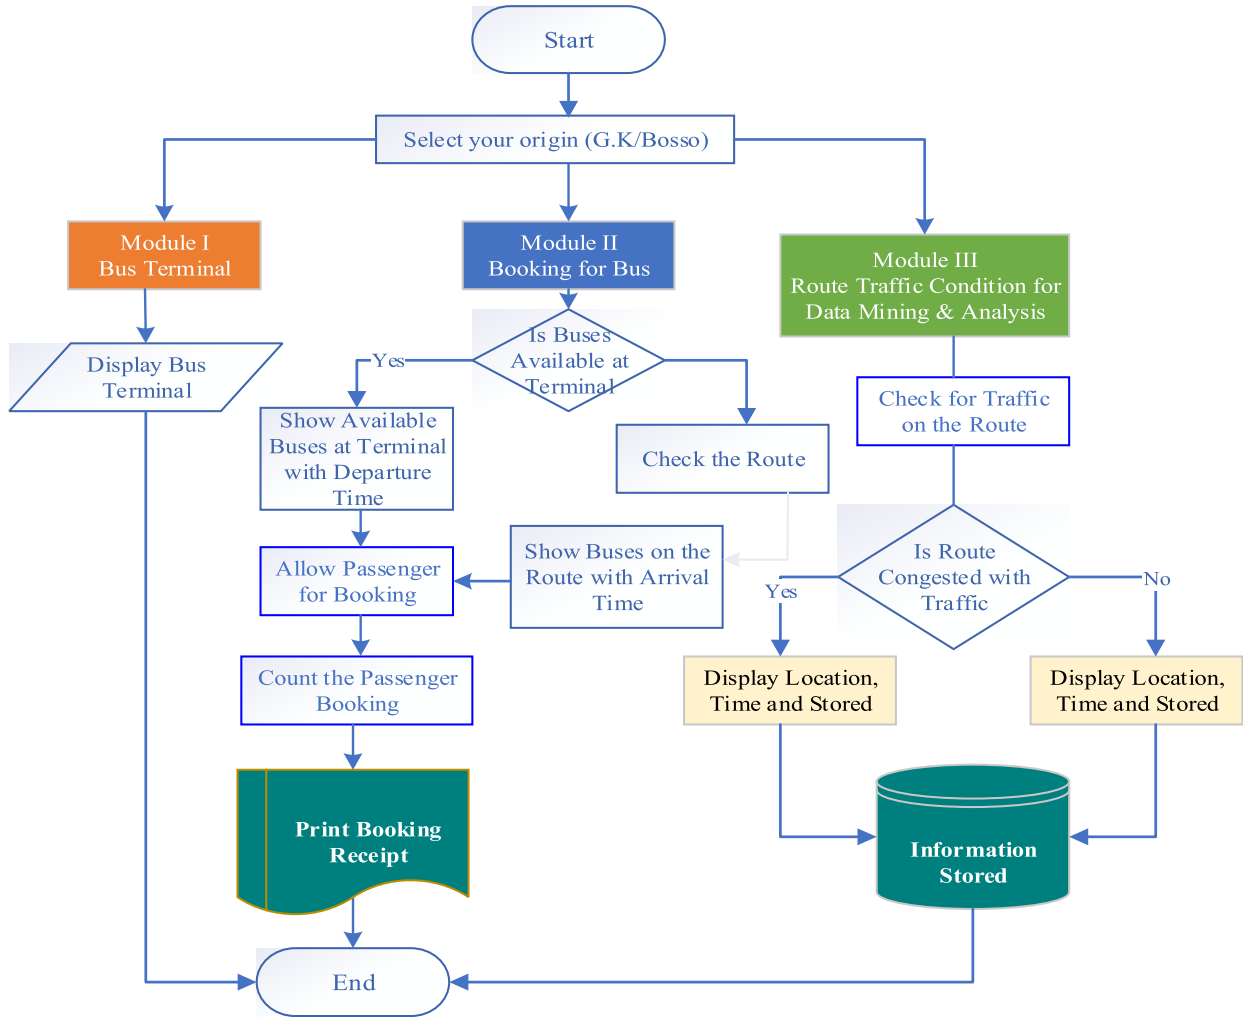 Start
Select your origin (G.K/Bosso)
Module I
Bus Terminal
Module II
Booking for Bus
Module III
Route Traffic Condition for
Data Mining & Analysis
Display Bus
Terminal
Is Buses
Available at
Terminal
Yes
Show Available
Buses at Terminal
with Departure
Time
Check the Route
Check for Traffic
on the Route
Allow Passenger
for Booking
Show Buses on the
Route with Arrival
Time
Is Route
Congested with
Traffic
Yes
No
Count the Passenger
Booking
Display Location,
Time and Stored
Display Location,
Time and Stored
Print Booking
Receipt
Information
Stored
End